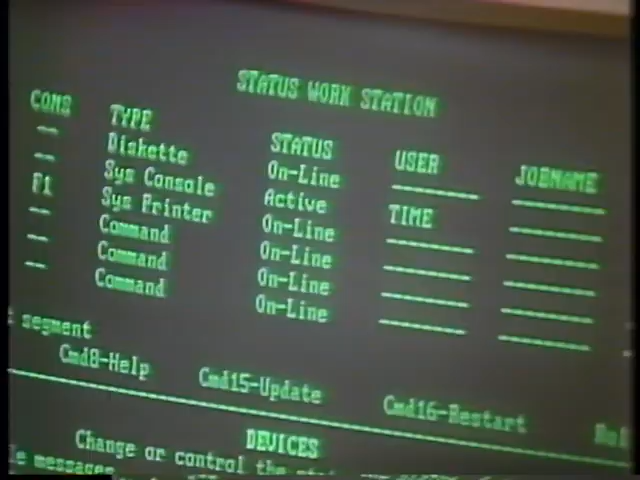 STATUS WORK STATION
CONS TYPE STATUS USER JOBNAME
-- Diskette On-Line ---------- ----------
-- Sys Console Active TIME ----------
P1 Sys Printer On-Line ---------- ----------
-- Command On-Line ---------- ----------
-- Command On-Line ---------- ----------
-- Command On-Line ---------- ----------
segment
Cmd8-Help Cmd15-Update Cmd16-Restart
DEVICES
Change or control the
messages